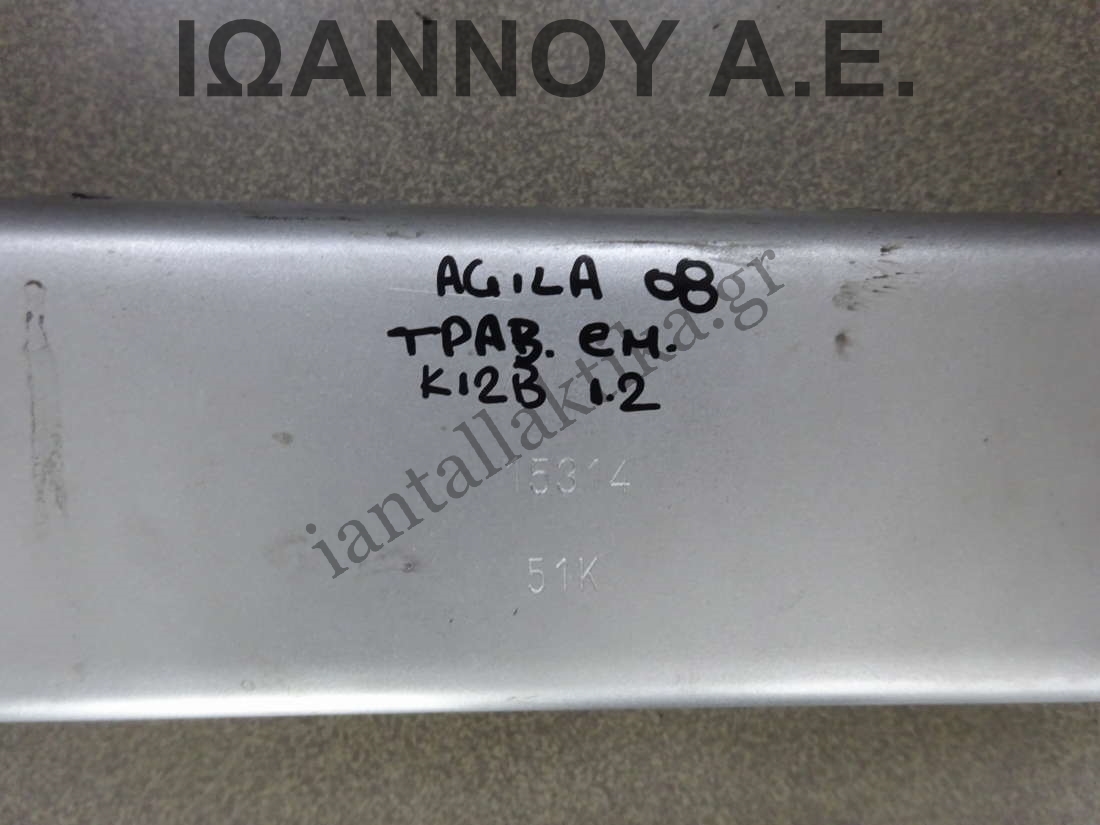 ΙΩΑΝΝΟΥ Α.Ε.
AGILA 08
ΤΡΑΒ. ΕΜ.
K12B 1.2
iantallaktika.gr
15314
51K